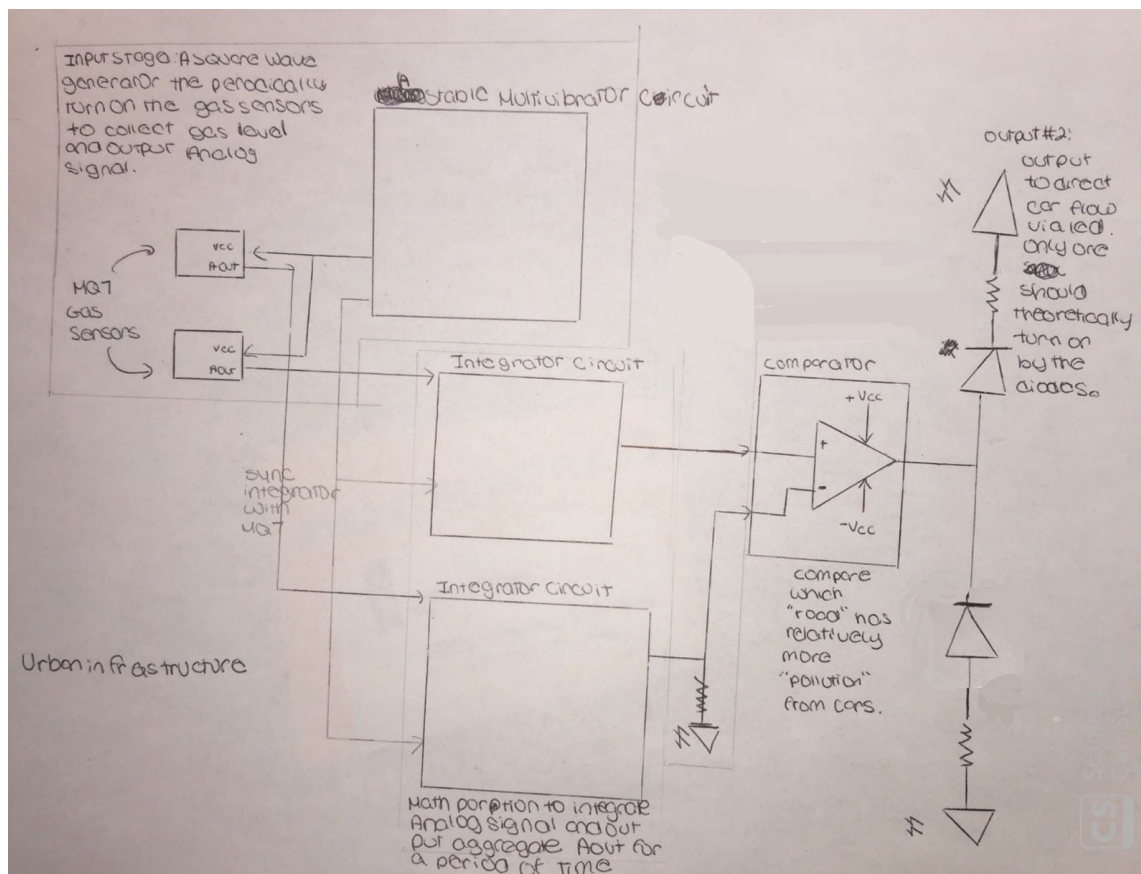 Input stage: A square wave
generator the perocically
turn on the gas sensors
to collect gas level
and output Analog
signal.
Astable Multivibrator Circuit
Vcc
AOUT
MQ7
Gas
Sensors
Vcc
AOUT
Integrator Circuit
sync
integrator
with
MQ7
Integrator Circuit
Math porption to integrate
Analog signal and out
put aggregate Aout for
a period of time
Urban infrastructure
comparator
+Vcc
+
-
-Vcc
compare
which
"road" has
relatively
more
"pollution"
from cars.
output #2:
output
to direct
car flow
via led.
only one
should
theoretically
turn on
by the
diodes.
CS